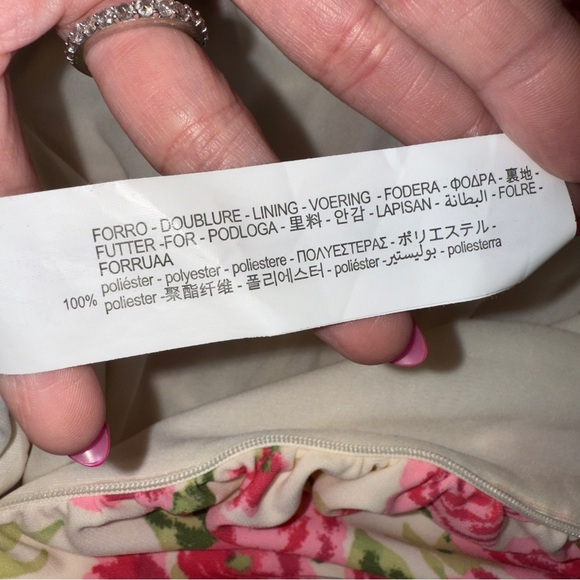 FORRO - DOUBLURE - LINING - VOERING - FODERA - ΦΟΔΡΑ - 裏地 -
FUTTER -FOR - PODLOGA - 里料 - 안감 - LAPISAN - البطانة - FOLRE -
FORRUAA
100% poliéster - polyester - poliestere - ΠΟΛΥΕΣΤΕΡΑΣ - ポリエステル -
poliester -聚酯纤维 - 폴리에스터 - poliéster -بوليستير - poliesterra